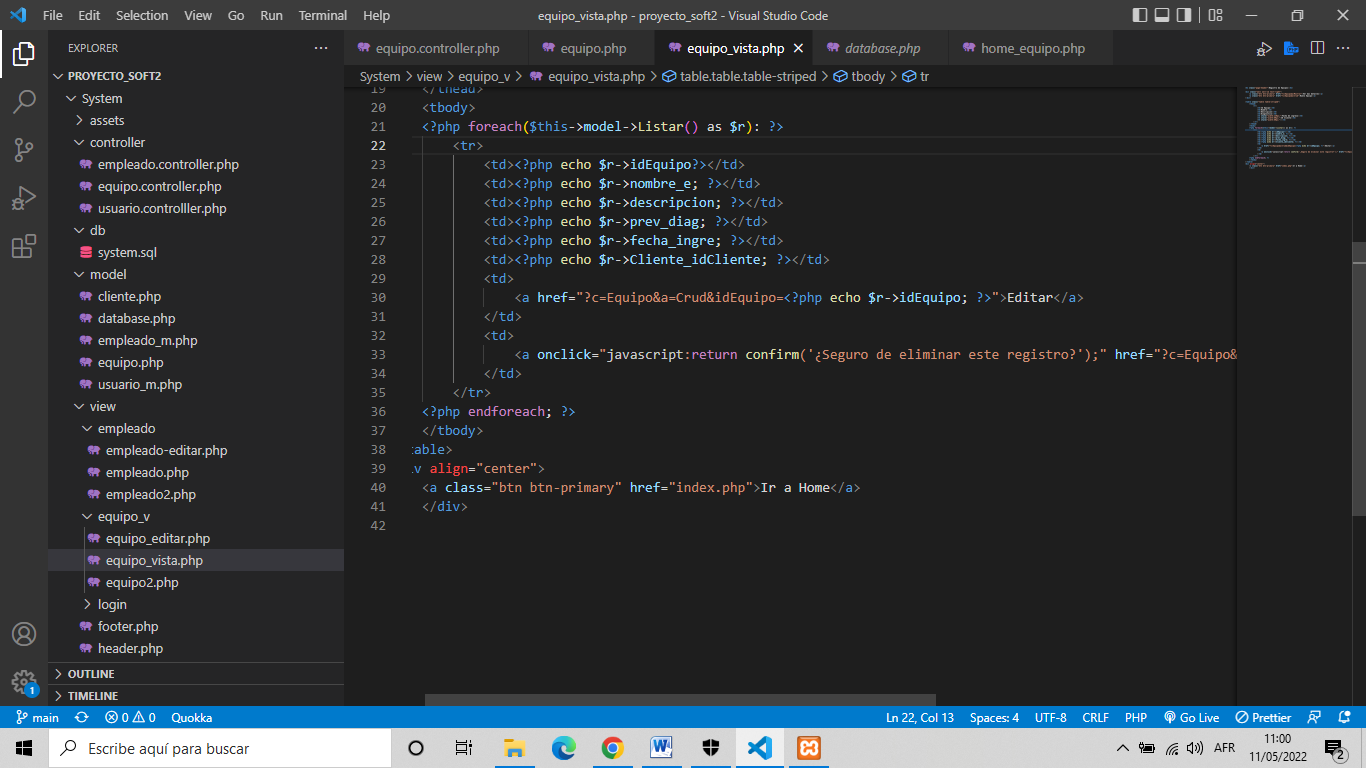 File Edit Selection View Go Run Terminal Help
equipo_vista.php - proyecto_soft2 - Visual Studio Code
EXPLORER
PROYECTO_SOFT2
System
assets
controller
empleado.controller.php
equipo.controller.php
usuario.controlller.php
db
system.sql
model
cliente.php
database.php
empleado_m.php
equipo.php
usuario_m.php
view
empleado
empleado-editar.php
empleado.php
empleado2.php
equipo_v
equipo_editar.php
equipo_vista.php
equipo2.php
login
footer.php
header.php
OUTLINE
TIMELINE
equipo.controller.php equipo.php equipo_vista.php database.php home_equipo.php
System > view > equipo_v > equipo_vista.php > table.table.table-striped > tbody > tr
19 </thead>
20 <tbody>
21 <?php foreach($this->model->Listar() as $r): ?>
22 <tr>
23 <td><?php echo $r->idEquipo?></td>
24 <td><?php echo $r->nombre_e; ?></td>
25 <td><?php echo $r->descripcion; ?></td>
26 <td><?php echo $r->prev_diag; ?></td>
27 <td><?php echo $r->fecha_ingre; ?></td>
28 <td><?php echo $r->Cliente_idCliente; ?></td>
29 <td>
30 <a href="?c=Equipo&a=Crud&idEquipo=<?php echo $r->idEquipo; ?>">Editar</a>
31 </td>
32 <td>
33 <a onclick="javascript:return confirm('¿Seguro de eliminar este registro?');" href="?c=Equipo&
34 </td>
35 </tr>
36 <?php endforeach; ?>
37 </tbody>
38 table>
39 v align="center">
40 <a class="btn btn-primary" href="index.php">Ir a Home</a>
41 </div>
42
1
main 0 0 Quokka
Ln 22, Col 13 Spaces: 4 UTF-8 CRLF PHP Go Live Prettier
Escribe aquí para buscar
AFR
11:00
11/05/2022
2